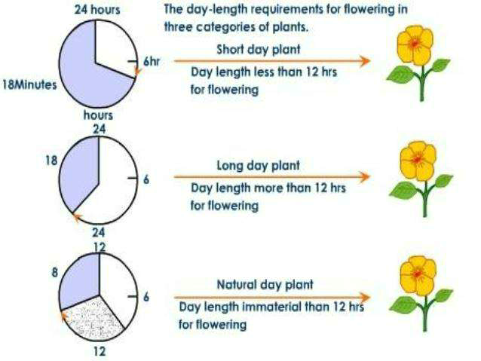 24 hours
The day-length requirements for flowering in
three categories of plants.
6hr
18Minutes
hours
Short day plant
Day length less than 12 hrs
for flowering
24
18
6
24
Long day plant
Day length more than 12 hrs
for flowering
12
8
6
12
Natural day plant
Day length immaterial than 12 hrs
for flowering